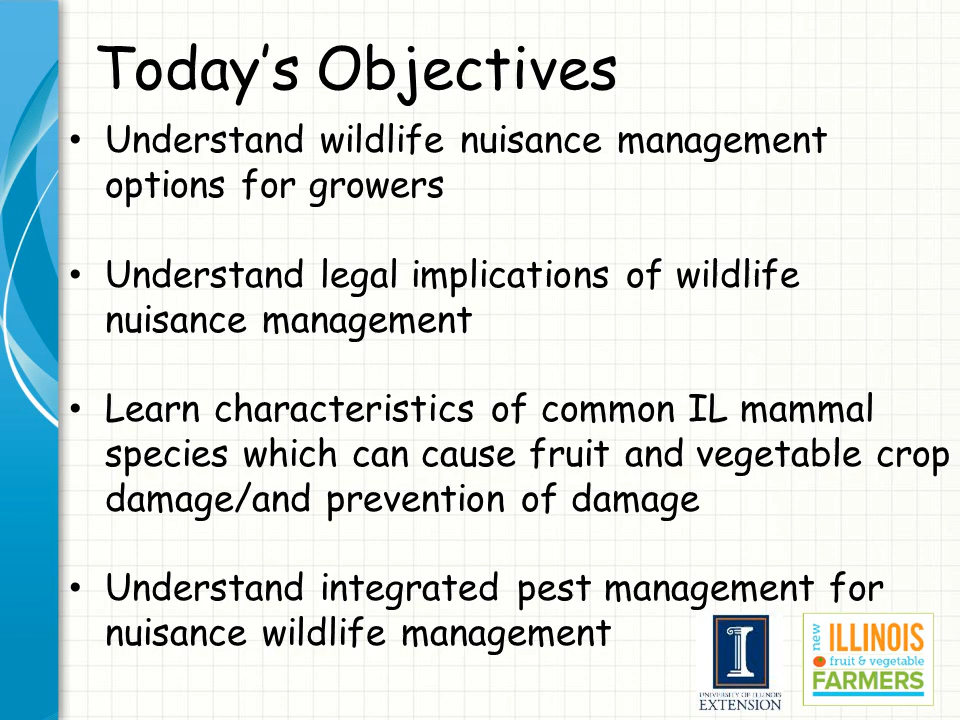 Today's Objectives
• Understand wildlife nuisance management
options for growers
• Understand legal implications of wildlife
nuisance management
• Learn characteristics of common IL mammal
species which can cause fruit and vegetable crop
damage/and prevention of damage
• Understand integrated pest management for
nuisance wildlife management
I
UNIVERSITY OF ILLINOIS
EXTENSION
new
ILLINOIS
fruit & vegetable
FARMERS